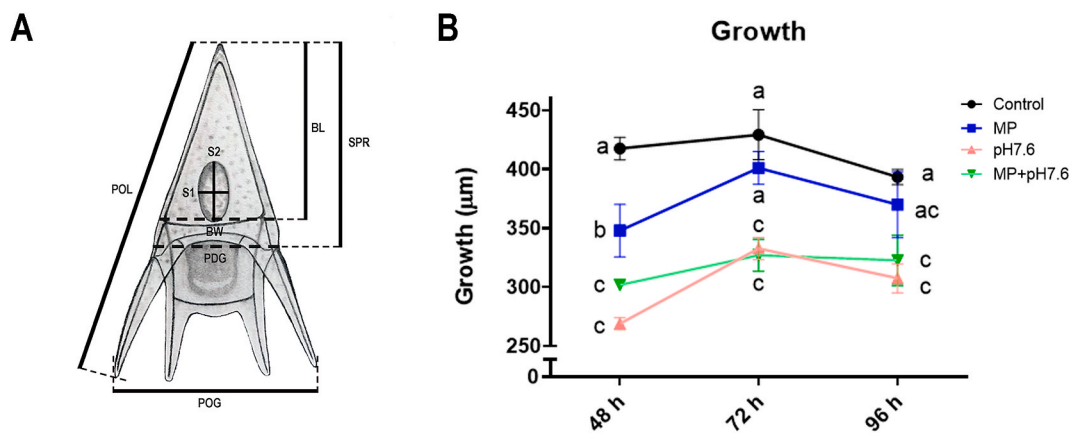 A
POL
BL
SPR
S2
S1
BW
PDG
POG
B
Growth
Growth (µm)
450
400
350
300
250
0
48 h
72 h
96 h
a
b
c
c
a
a
c
c
a
ac
c
c
Control
MP
pH7.6
MP+pH7.6